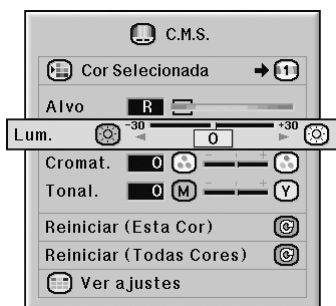 C.M.S.
Cor Selecionada 1
Alvo R
Lum. -30 0 +30
Cromat. 0 - +
Tonal. 0 M - + Y
Reiniciar (Esta Cor)
Reiniciar (Todas Cores)
Ver ajustes